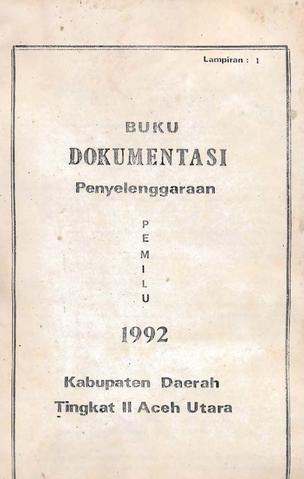 Lampiran : 1
BUKU
DOKUMENTASI
Penyelenggaraan
P
E
M
I
L
U
1992
Kabupaten Daerah
Tingkat II Aceh Utara